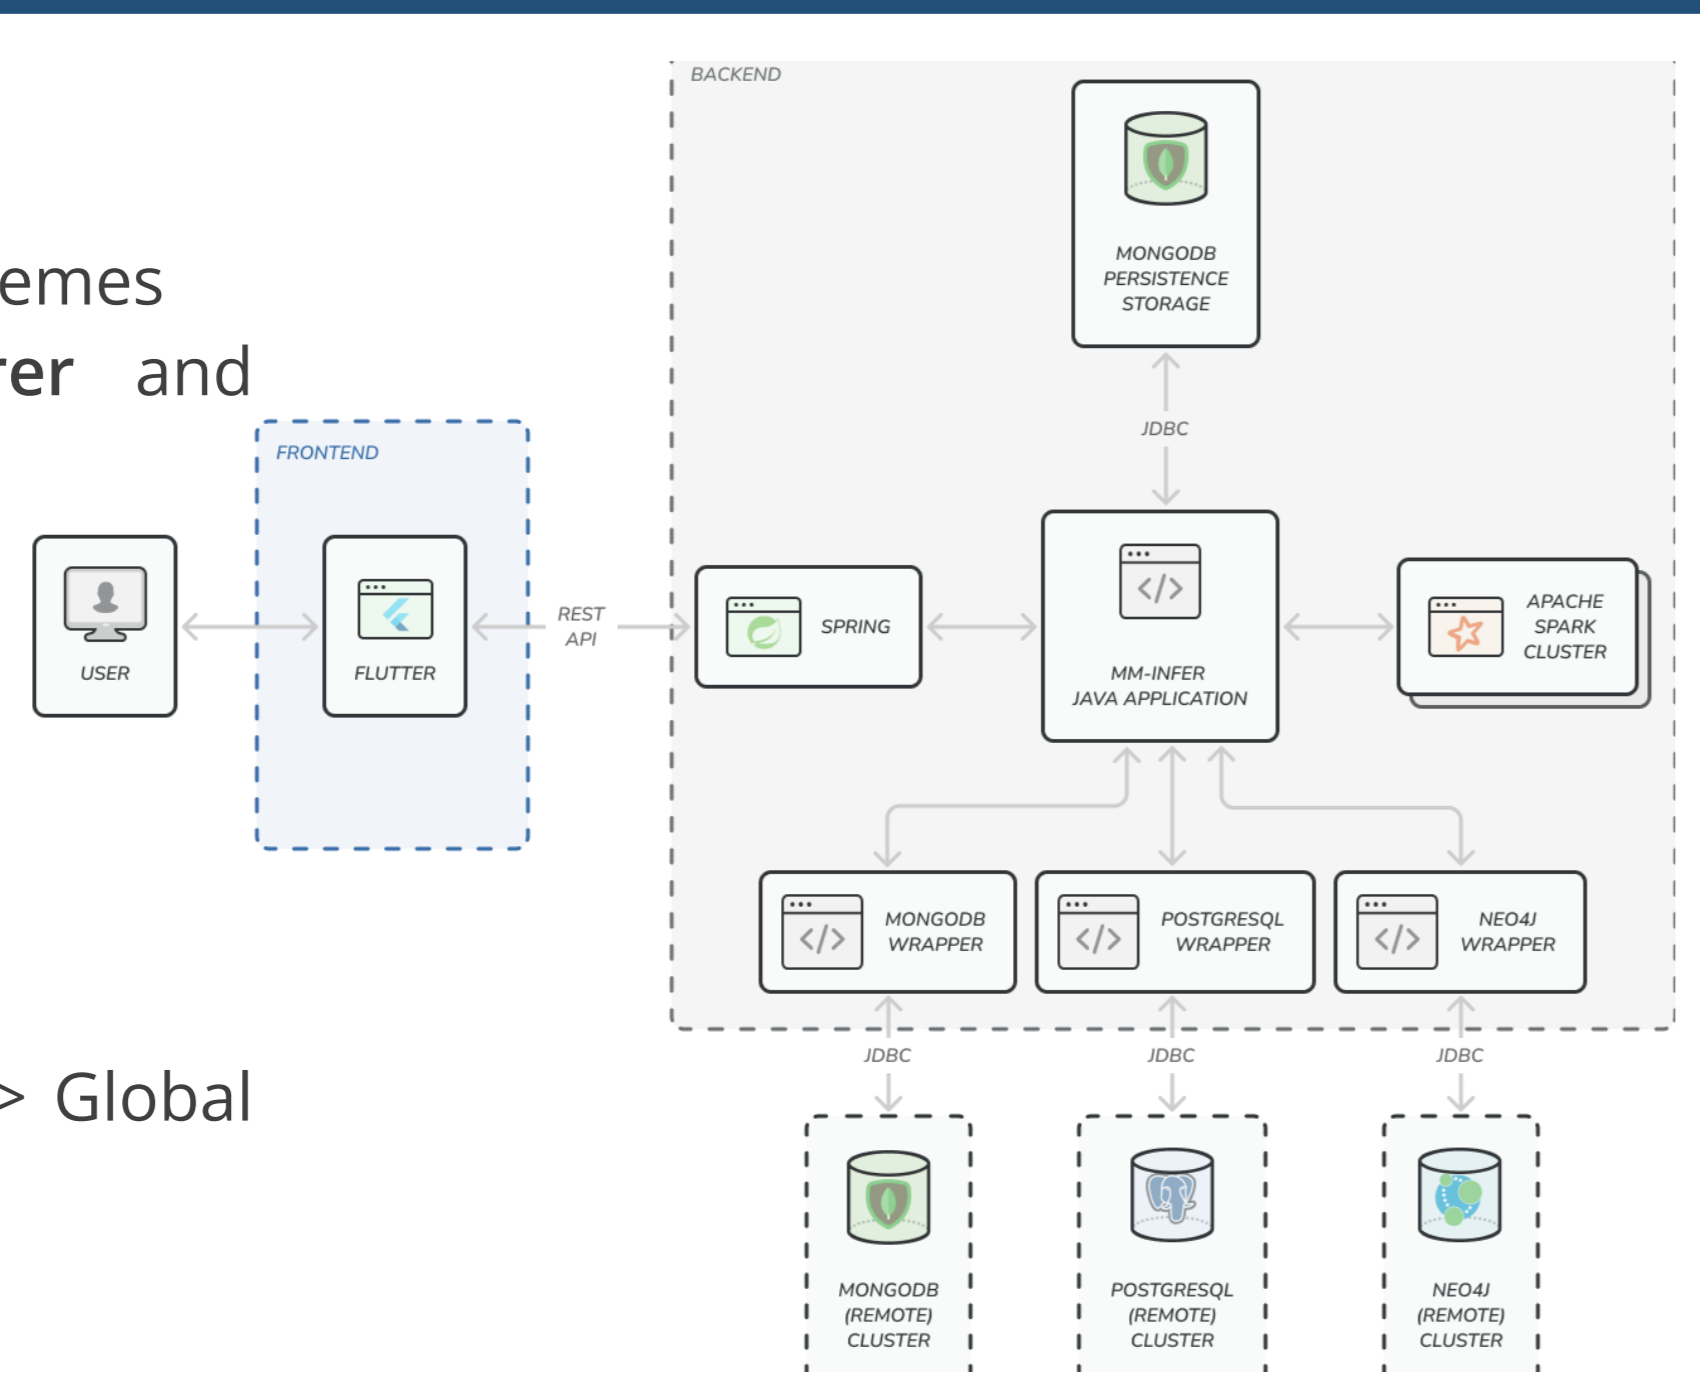 emes
rer and
> Global
BACKEND
MONGODB
PERSISTENCE
STORAGE
JDBC
FRONTEND
USER
FLUTTER
REST
API
SPRING
MM-INFER
JAVA APPLICATION
APACHE
SPARK
CLUSTER
MONGODB
WRAPPER
POSTGRESQL
WRAPPER
NEO4J
WRAPPER
JDBC
JDBC
JDBC
MONGODB
(REMOTE)
CLUSTER
POSTGRESQL
(REMOTE)
CLUSTER
NEO4J
(REMOTE)
CLUSTER